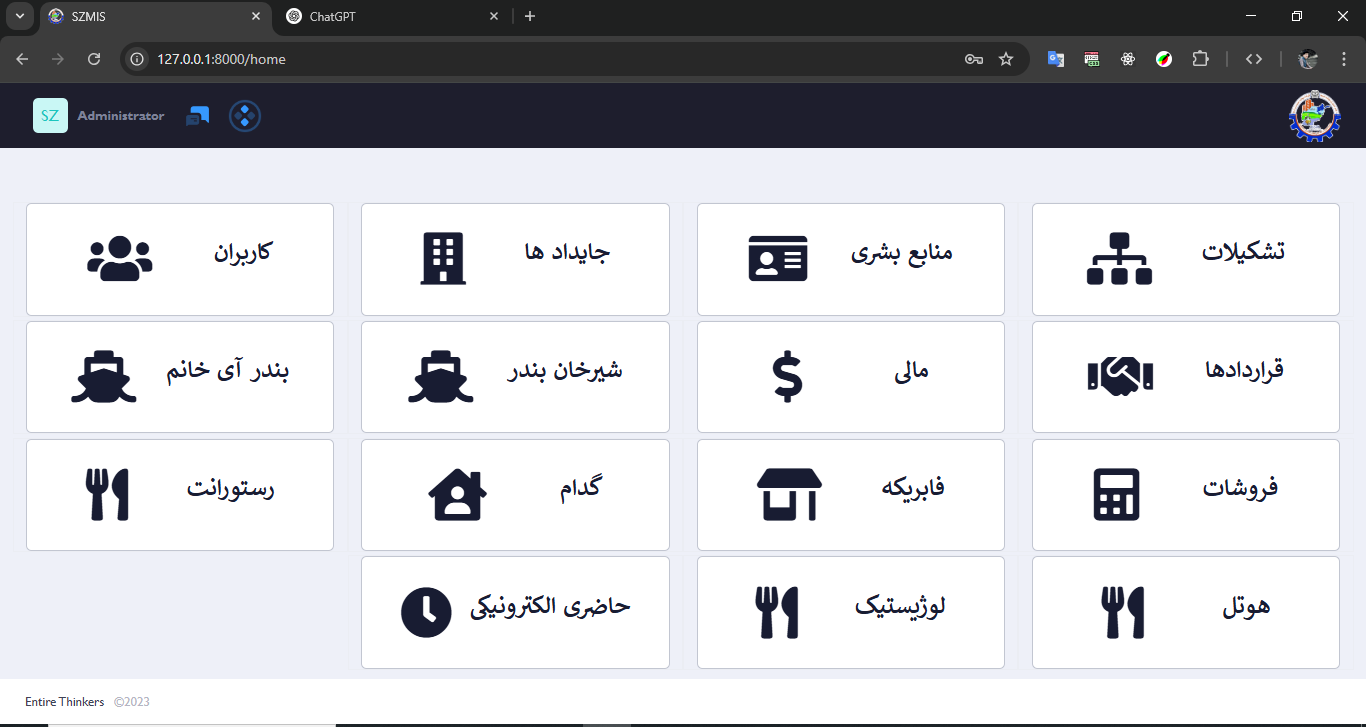 SZMIS
ChatGPT
127.0.0.1:8000/home
SZ Administrator
تشکیلات
منابع بشری
جایداد ها
کاربران
قراردادها
مالی
شیرخان بندر
بندر آی خانم
فروشات
فابریکه
گدام
رستورانت
هوتل
لوژیستیک
حاضری الکترونیکی
Entire Thinkers ©2023